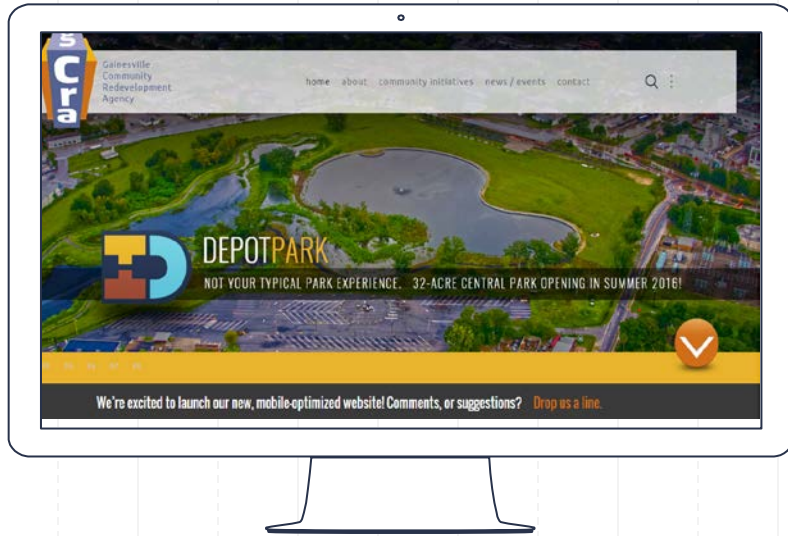 g
cra
Gainesville
Community
Redevelopment
Agency
home about community initiatives news / events contact
DEPOTPARK
NOT YOUR TYPICAL PARK EXPERIENCE. 32-ACRE CENTRAL PARK OPENING IN SUMMER 2016!
We're excited to launch our new, mobile-optimized website! Comments, or suggestions? Drop us a line.